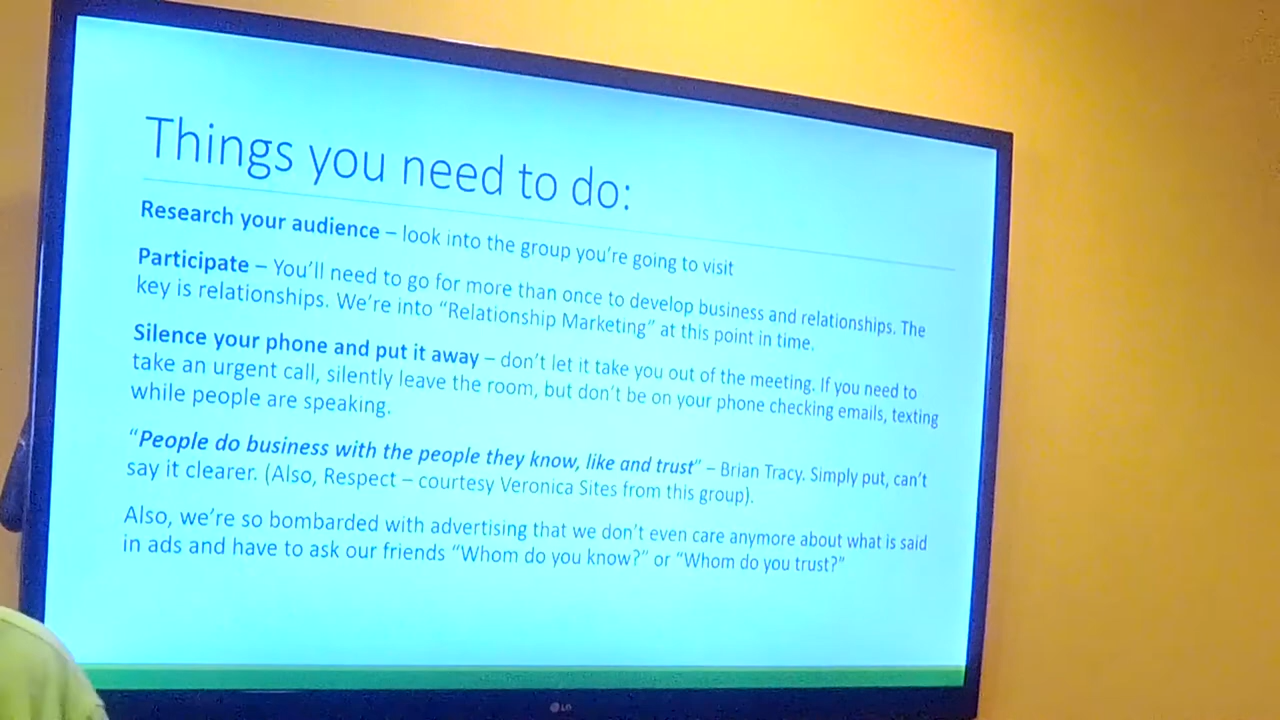 Things you need to do:
Research your audience – look into the group you're going to visit
Participate – You'll need to go for more than once to develop business and relationships. The
key is relationships. We're into "Relationship Marketing" at this point in time.
Silence your phone and put it away – don't let it take you out of the meeting. If you need to
take an urgent call, silently leave the room, but don't be on your phone checking emails, texting
while people are speaking.
"People do business with the people they know, like and trust" – Brian Tracy. Simply put, can't
say it clearer. (Also, Respect – courtesy Veronica Sites from this group).
Also, we're so bombarded with advertising that we don't even care anymore about what is said
in ads and have to ask our friends "Whom do you know?" or "Whom do you trust?"
LG